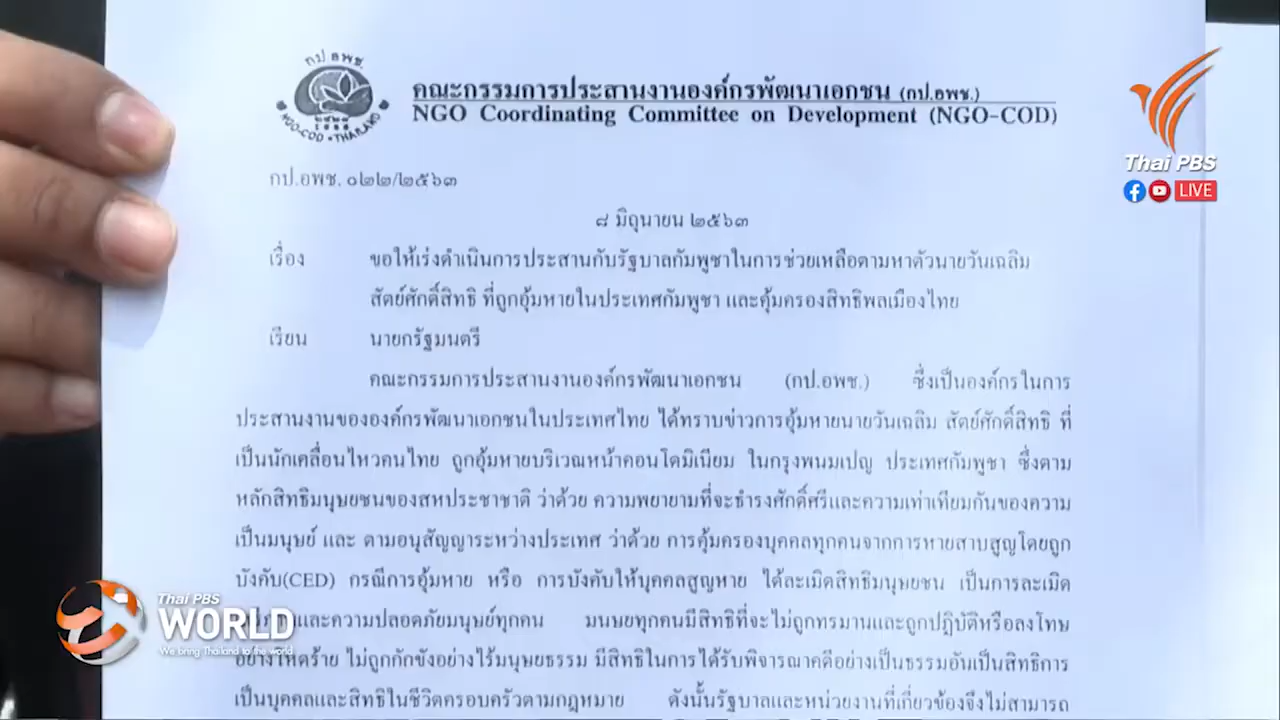 กป.อพช.
NGO-COD • THAILAND
คณะกรรมการประสานงานองค์กรพัฒนาเอกชน (กป.อพช.)
NGO Coordinating Committee on Development (NGO-COD)
Thai PBS
LIVE
กป.อพช. ๐๒๒/๒๕๖๓
๘ มิถุนายน ๒๕๖๓
เรื่อง ขอให้เร่งดำเนินการประสานกับรัฐบาลกัมพูชาในการช่วยเหลือตามหาตัวนายวันเฉลิม
สัตย์ศักดิ์สิทธิ ที่ถูกอุ้มหายในประเทศกัมพูชา และคุ้มครองสิทธิพลเมืองไทย
เรียน นายกรัฐมนตรี
คณะกรรมการประสานงานองค์กรพัฒนาเอกชน (กป.อพช.) ซึ่งเป็นองค์กรในการ
ประสานงานขององค์กรพัฒนาเอกชนในประเทศไทย ได้ทราบข่าวการอุ้มหายนายวันเฉลิม สัตย์ศักดิ์สิทธิ ที่
เป็นนักเคลื่อนไหวคนไทย ถูกอุ้มหายบริเวณหน้าคอนโดมิเนียม ในกรุงพนมเปญ ประเทศกัมพูชา ซึ่งตาม
หลักสิทธิมนุษยชนของสหประชาชาติ ว่าด้วย ความพยายามที่จะธำรงศักดิ์ศรีและความเท่าเทียมกันของความ
เป็นมนุษย์ และ ตามอนุสัญญาระหว่างประเทศ ว่าด้วย การคุ้มครองบุคคลทุกคนจากการหายสาบสูญโดยถูก
บังคับ(CED) กรณีการอุ้มหาย หรือ การบังคับให้บุคคลสูญหาย ได้ละเมิดสิทธิมนุษยชน เป็นการละเมิด
และความปลอดภัยมนุษย์ทุกคน มนุษยทุกคนมีสิทธิที่จะไม่ถูกทรมานและถูกปฏิบัติหรือลงโทษ
อย่างโหดร้าย ไม่ถูกกักขังอย่างไร้มนุษยธรรม มีสิทธิในการได้รับพิจารณาคดีอย่างเป็นธรรมอันเป็นสิทธิการ
เป็นบุคคลและสิทธิในชีวิตครอบครัวตามกฎหมาย ดังนั้นรัฐบาลและหน่วยงานที่เกี่ยวข้องจึงไม่สามารถ
Thai PBS
WORLD
We bring Thailand to the world